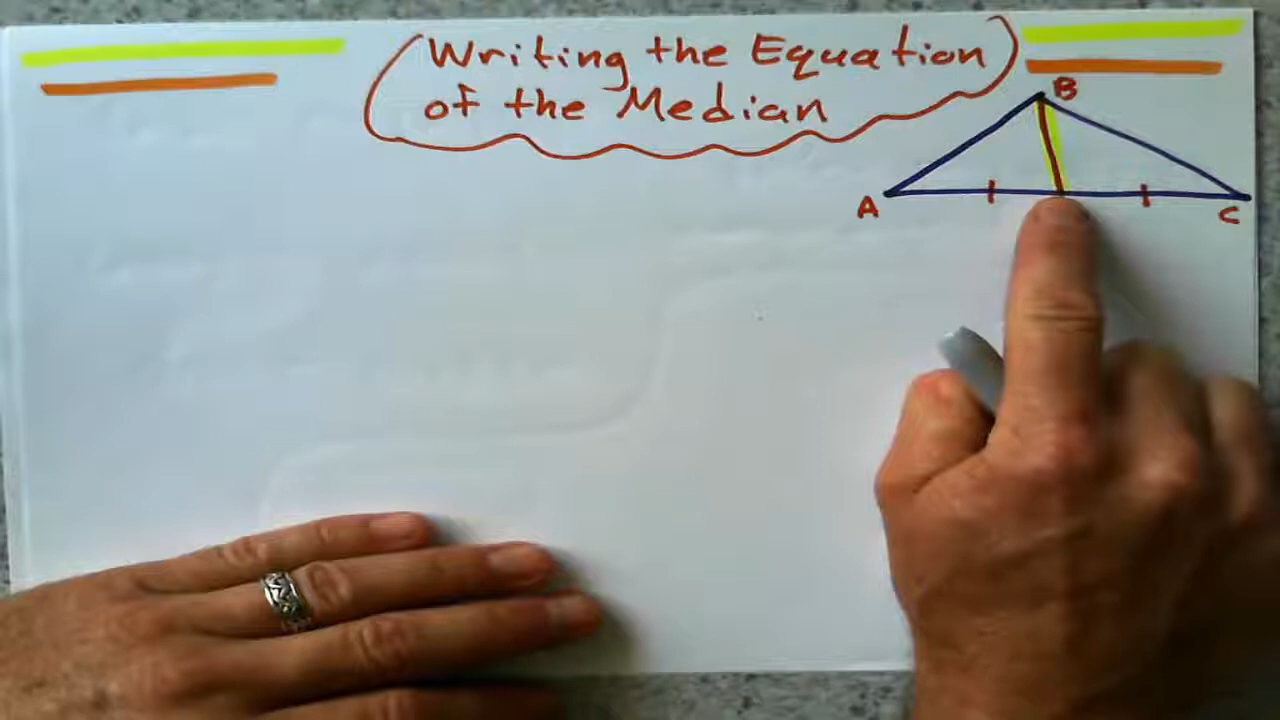 Writing the Equation
of the Median
B
A
C